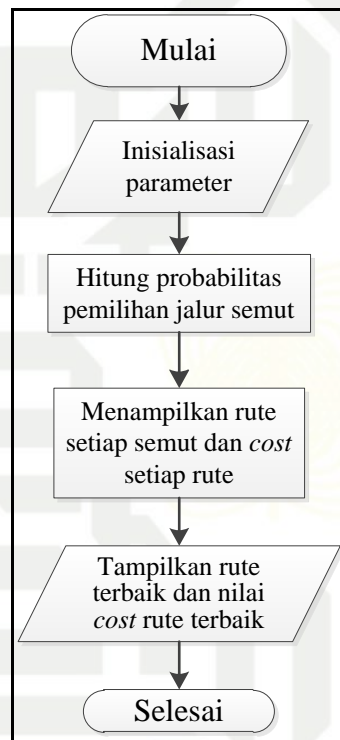 Mulai
Inisialisasi
parameter
Hitung probabilitas
pemilihan jalur semut
Menampilkan rute
setiap semut dan cost
setiap rute
Tampilkan rute
terbaik dan nilai
cost rute terbaik
Selesai